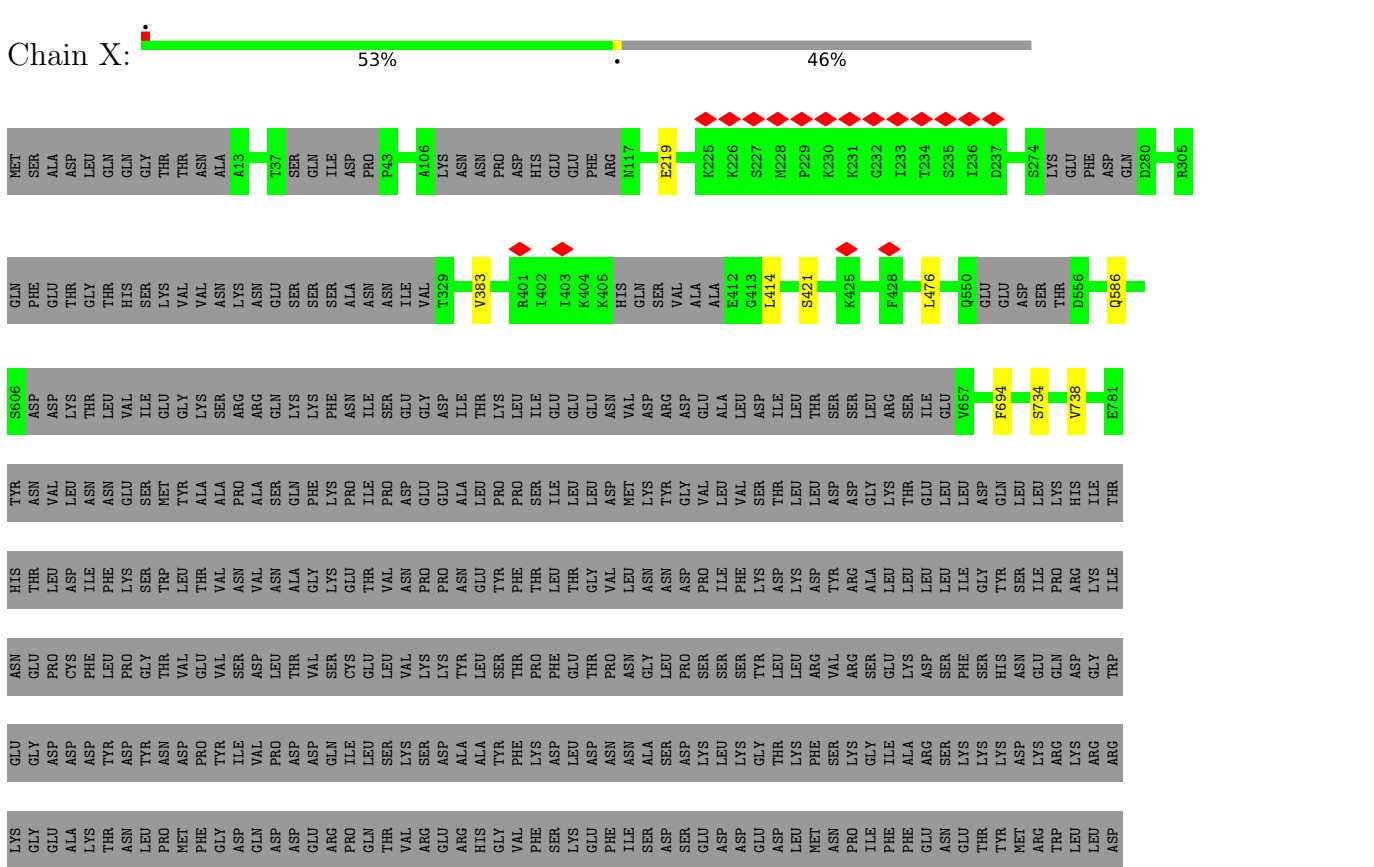 Chain X: 53% 46%
MET SER ALA ASP LEU GLN GLN GLY THR THR ASN ALA A13 T37 SER GLN ILE ASP PRO P43 A106 LYS ASN ASN PRO ASP HIS GLU GLU PHE ARG N117 E219 K225 K226 S227 M228 P229 K230 K231 G232 I233 T234 S235 I236 D237 S274 LYS GLU PHE ASP GLN D280 R305
GLN PHE GLU THR GLY THR HIS SER LYS VAL VAL ASN LYS ASN GLU SER SER SER ALA ASN ASN ILE VAL T329 V383 R401 I402 I403 K404 K405 HIS GLN SER VAL ALA ALA E412 G413 L414 S421 K425 F428 L476 Q550 GLU GLU ASP SER THR D556 Q586
S606 ASP ASP LYS THR LEU VAL ILE GLU GLY LYS SER ARG ARG GLN LYS LYS PHE ASN ILE SER GLU GLY ASP ILE THR LYS LEU ILE GLU GLU GLU ASN VAL ASP ARG ASP GLU ALA LEU ASP ILE LEU THR SER SER LEU ARG SER ILE GLU V657 F694 S734 V738 E781
TYR ASN VAL LEU ASN ASN GLU SER MET TYR ALA ALA PRO ALA SER GLN PHE LYS PRO ILE PRO ASP GLU GLU ALA LEU PRO PRO SER ILE LEU LEU ASP MET LYS TYR GLY VAL LEU VAL SER THR LEU LEU ASP ASP GLY LYS THR GLU LEU LEU ASP GLN LEU LEU LYS HIS ILE THR
HIS THR LEU ASP ILE PHE LYS SER TRP LEU THR VAL ASN VAL ASN ALA GLY LYS GLU THR VAL ASN PRO PRO ASN GLU TYR PHE THR LEU THR GLY VAL LEU ASN ASN ASP PRO ILE PHE LYS ASP LYS ASP TYR ARG ALA LEU LEU LEU LEU ILE GLY TYR SER ILE PRO ARG LYS ILE
ASN GLU PRO CYS PHE LEU PRO GLY THR VAL GLU VAL SER ASP LEU THR VAL SER CYS GLU LEU VAL LYS LYS TYR LEU SER THR PRO PHE GLU THR PRO ASN GLY LEU PRO SER SER SER TYR LEU LEU ARG VAL ARG SER GLU LYS ASP SER PHE SER HIS ASN GLU GLN ASP GLY TRP
GLU GLY ASP ASP ASP TYR ASP TYR ASN ASP PRO TYR ILE VAL PRO ASP ASP GLN ILE LEU SER LYS SER ASP ALA ALA TYR PHE LYS ASP LEU ASP ASN ASN ALA SER ASP LYS LEU LYS GLY THR LYS PHE SER LYS GLY ILE ALA ARG SER LYS LYS LYS ASP LYS ARG LYS ARG ARG
LYS GLY GLU ALA LYS THR ASN LEU PRO MET PHE GLY ASP GLN ASP ASP GLU ARG PRO GLN THR VAL ARG GLU ARG HIS GLY VAL PHE SER LYS GLU PHE ILE SER ASP SER GLU ASP ASP GLU ASP LEU MET ASN PRO ILE PHE PHE GLU ASN GLU THR TYR MET ARG TRP LEU LEU ASP